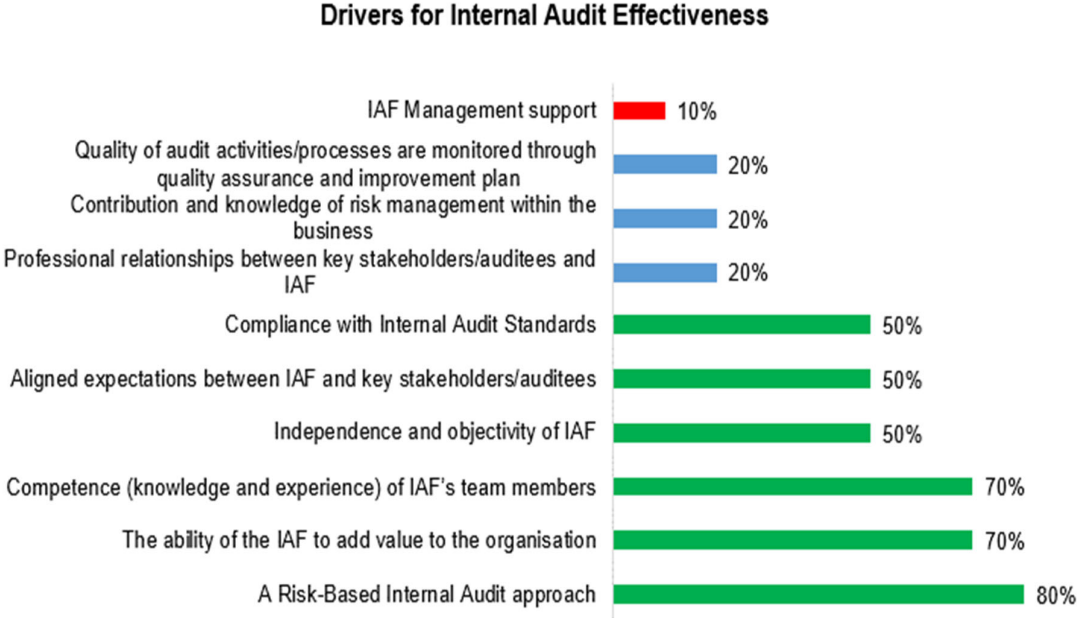 Drivers for Internal Audit Effectiveness
IAF Management support
10%
Quality of audit activities/processes are monitored through
quality assurance and improvement plan
20%
Contribution and knowledge of risk management within the
business
20%
Professional relationships between key stakeholders/auditees and
IAF
20%
Compliance with Internal Audit Standards
50%
Aligned expectations between IAF and key stakeholders/auditees
50%
Independence and objectivity of IAF
50%
Competence (knowledge and experience) of IAF's team members
70%
The ability of the IAF to add value to the organisation
70%
A Risk-Based Internal Audit approach
80%